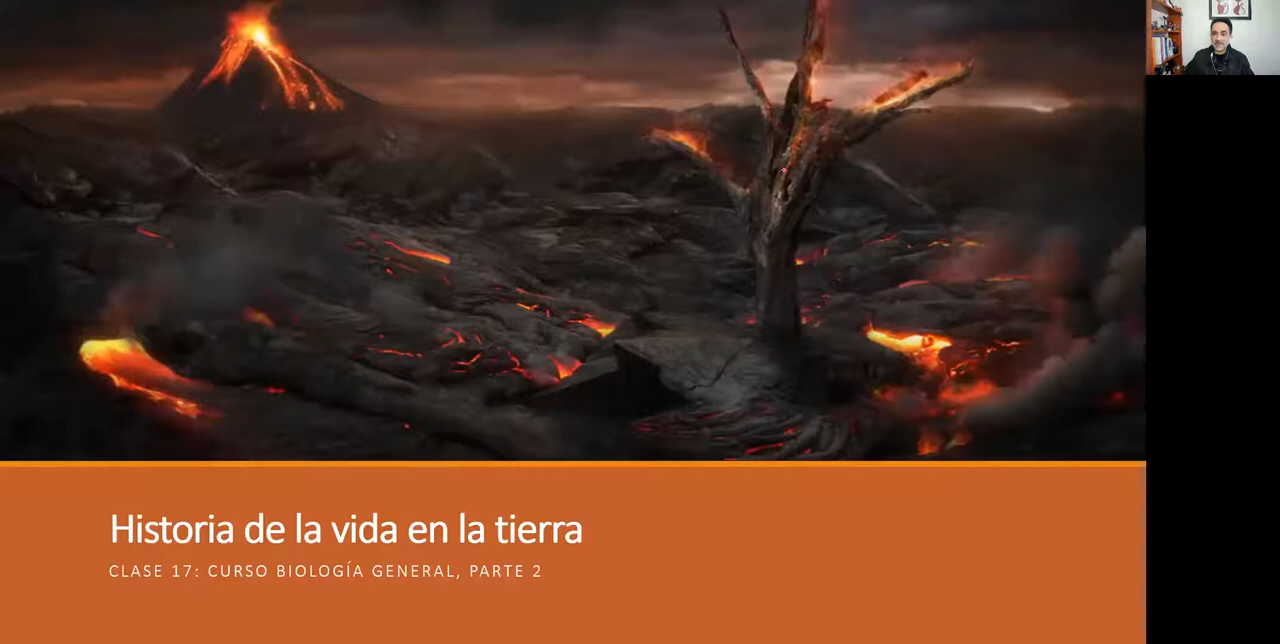 Historia de la vida en la tierra
CLASE 17: CURSO BIOLOGÍA GENERAL, PARTE 2